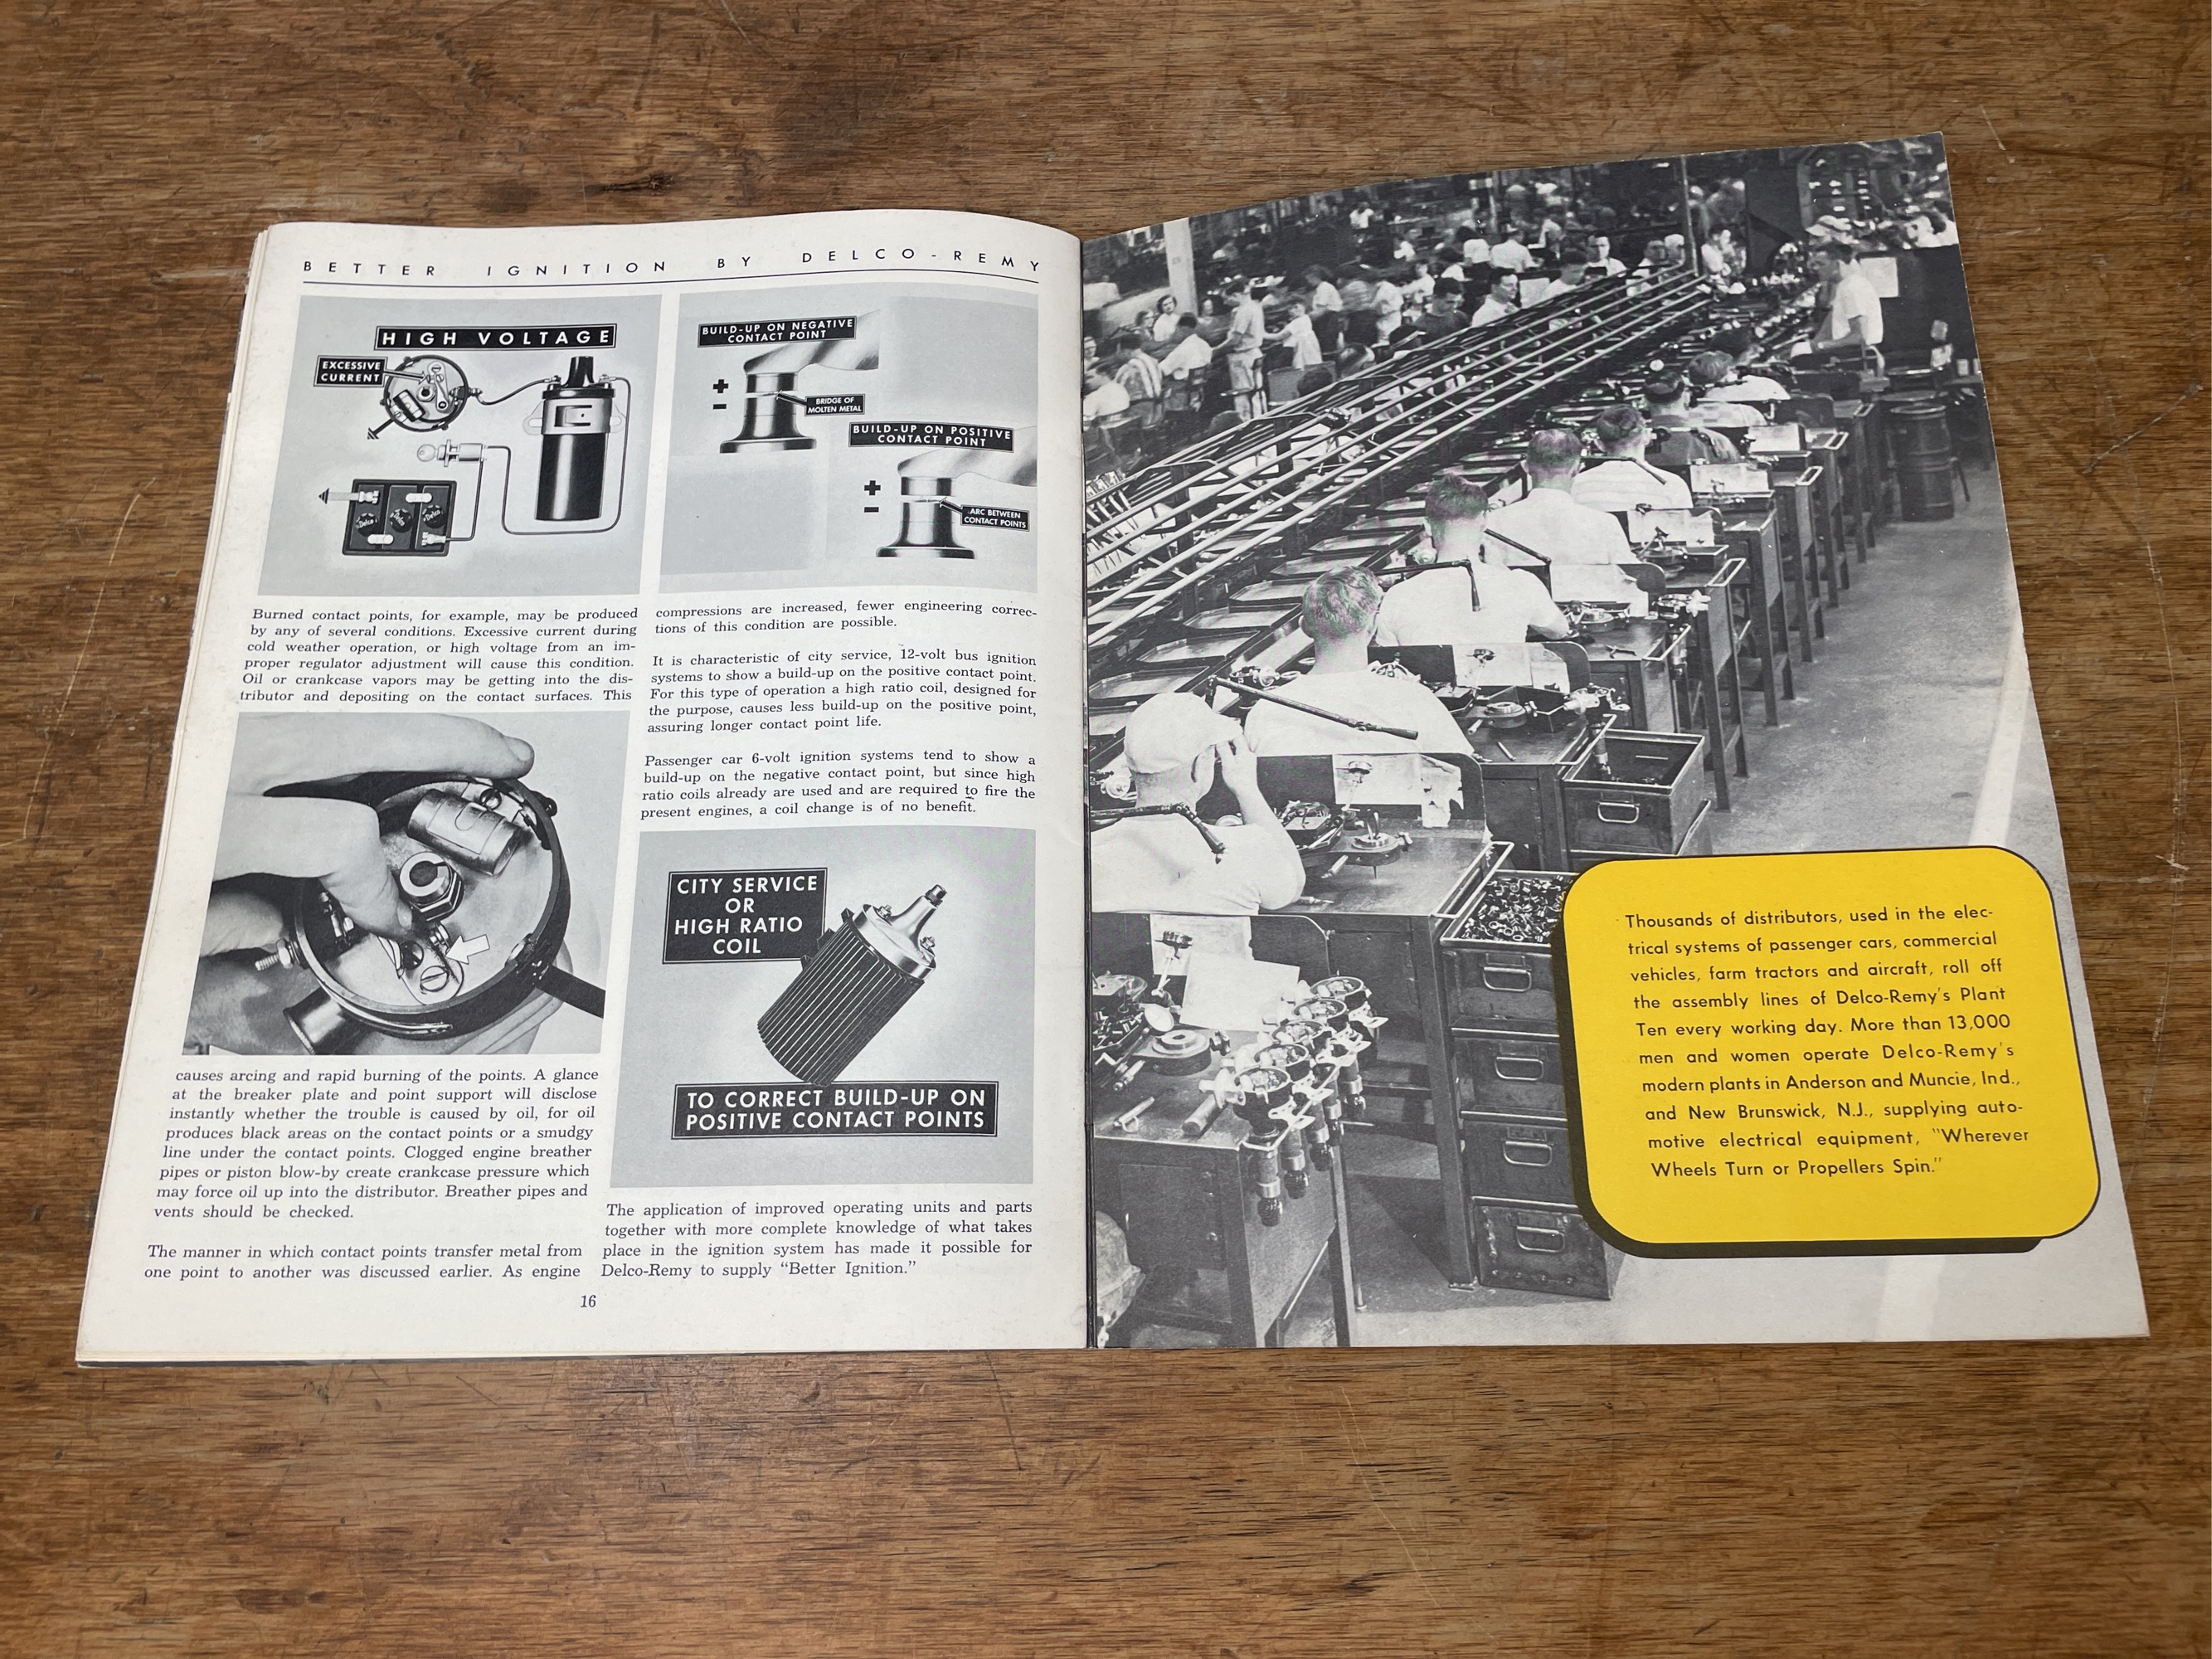 BETTER IGNITION BY DELCO-REMY
HIGH VOLTAGE
EXCESSIVE
CURRENT
Delco
Delco
Delco
Burned contact points, for example, may be produced
by any of several conditions. Excessive current during
cold weather operation, or high voltage from an im-
proper regulator adjustment will cause this condition.
Oil or crankcase vapors may be getting into the dis-
tributor and depositing on the contact surfaces. This
causes arcing and rapid burning of the points. A glance
at the breaker plate and point support will disclose
instantly whether the trouble is caused by oil, for oil
produces black areas on the contact points or a smudgy
line under the contact points. Clogged engine breather
pipes or piston blow-by create crankcase pressure which
may force oil up into the distributor. Breather pipes and
vents should be checked.
The manner in which contact points transfer metal from
one point to another was discussed earlier. As engine
BUILD-UP ON NEGATIVE
CONTACT POINT
+
−
BRIDGE OF
MOLTEN METAL
BUILD-UP ON POSITIVE
CONTACT POINT
+
−
ARC BETWEEN
CONTACT POINTS
compressions are increased, fewer engineering correc-
tions of this condition are possible.
It is characteristic of city service, 12-volt bus ignition
systems to show a build-up on the positive contact point.
For this type of operation a high ratio coil, designed for
the purpose, causes less build-up on the positive point,
assuring longer contact point life.
Passenger car 6-volt ignition systems tend to show a
build-up on the negative contact point, but since high
ratio coils already are used and are required to fire the
present engines, a coil change is of no benefit.
CITY SERVICE
OR
HIGH RATIO
COIL
TO CORRECT BUILD-UP ON
POSITIVE CONTACT POINTS
The application of improved operating units and parts
together with more complete knowledge of what takes
place in the ignition system has made it possible for
Delco-Remy to supply “Better Ignition.”
16
Thousands of distributors, used in the elec-
trical systems of passenger cars, commercial
vehicles, farm tractors and aircraft, roll off
the assembly lines of Delco-Remy's Plant
Ten every working day. More than 13,000
men and women operate Delco-Remy's
modern plants in Anderson and Muncie, Ind.,
and New Brunswick, N.J., supplying auto-
motive electrical equipment, "Wherever
Wheels Turn or Propellers Spin."